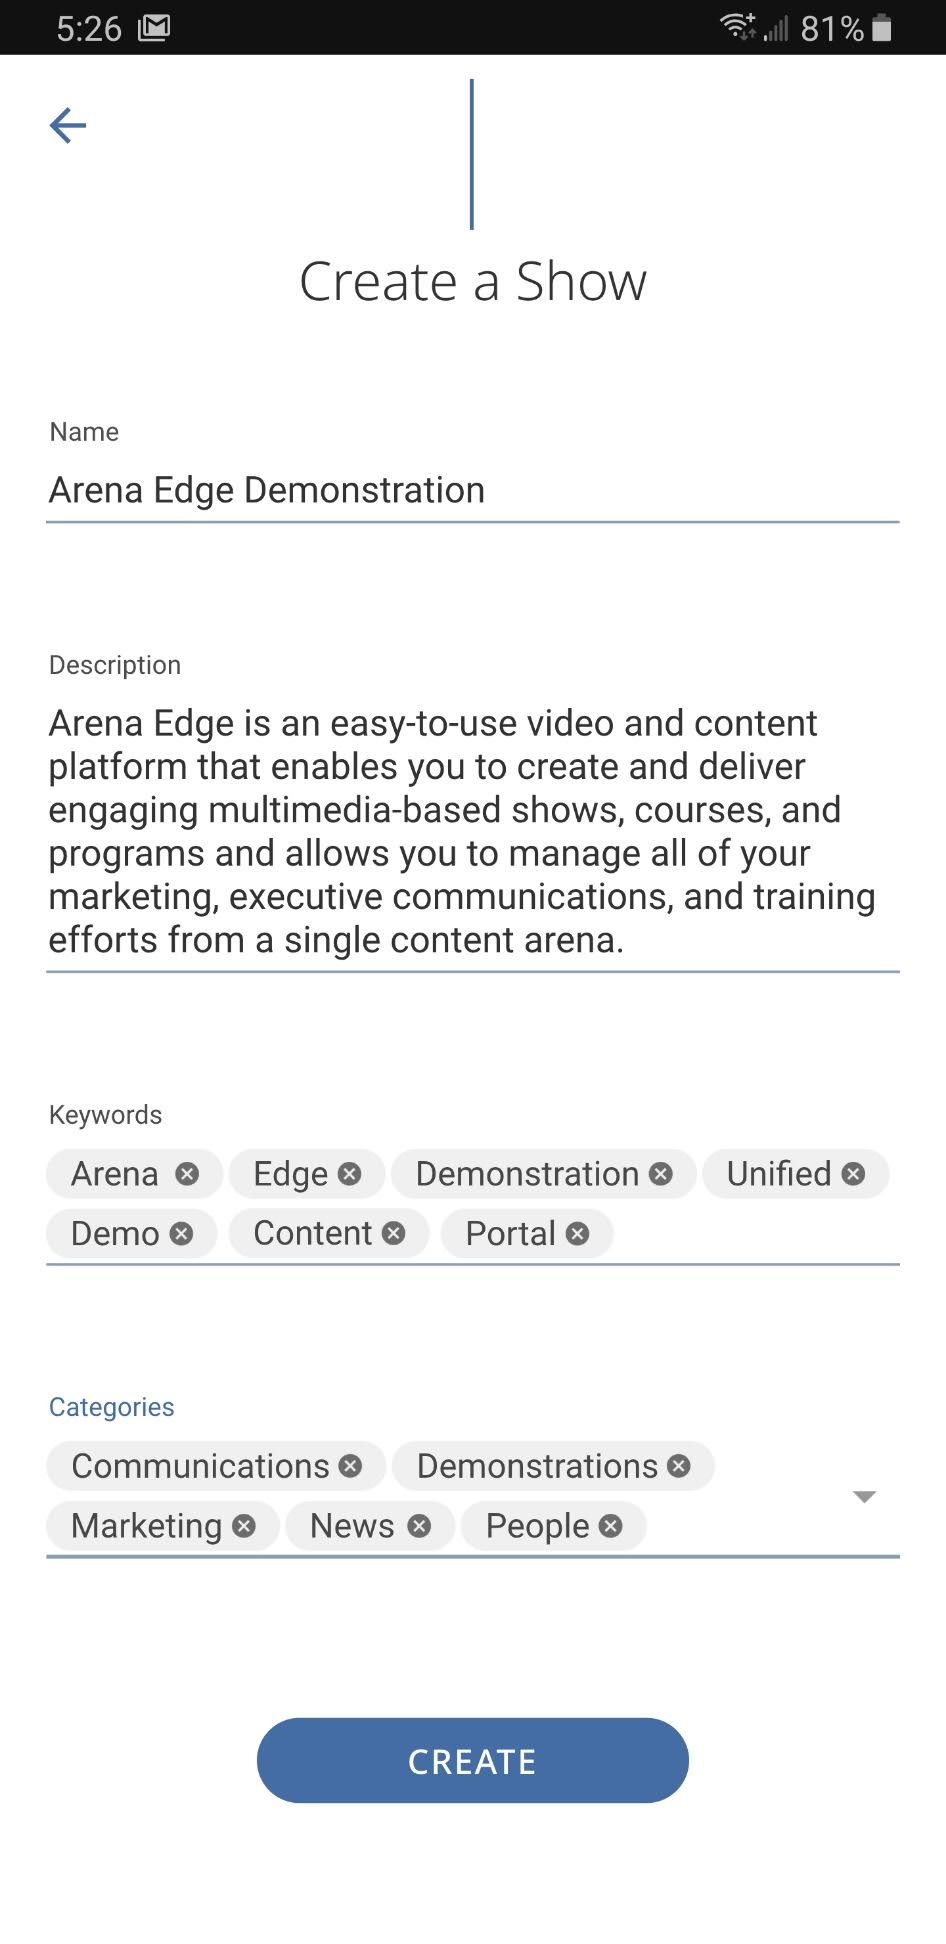 5:26 81%
Create a Show
Name
Arena Edge Demonstration
Description
Arena Edge is an easy-to-use video and content
platform that enables you to create and deliver
engaging multimedia-based shows, courses, and
programs and allows you to manage all of your
marketing, executive communications, and training
efforts from a single content arena.
Keywords
Arena Edge Demonstration Unified
Demo Content Portal
Categories
Communications Demonstrations
Marketing News People
CREATE